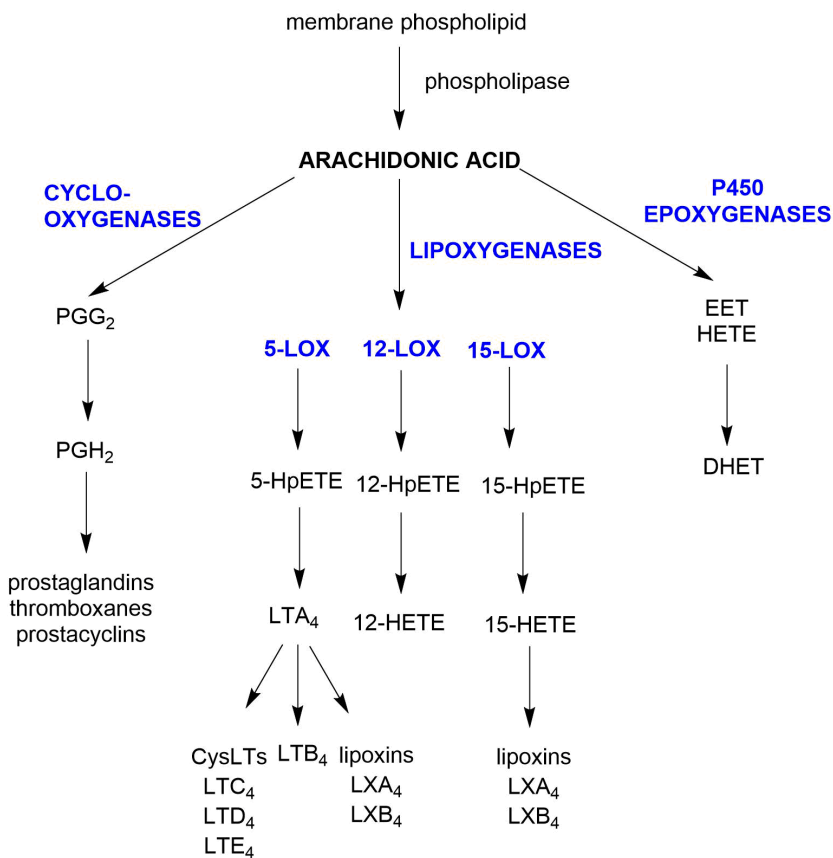 membrane phospholipid
phospholipase
ARACHIDONIC ACID
CYCLO-
OXYGENASES
P450
EPOXYGENASES
LIPOXYGENASES
PGG₂
EET
HETE
5-LOX
12-LOX
15-LOX
PGH₂
DHET
5-HpETE
12-HpETE
15-HpETE
prostaglandins
thromboxanes
prostacyclins
LTA₄
12-HETE
15-HETE
CysLTs
LTC₄
LTD₄
LTE₄
LTB₄
lipoxins
LXA₄
LXB₄
lipoxins
LXA₄
LXB₄